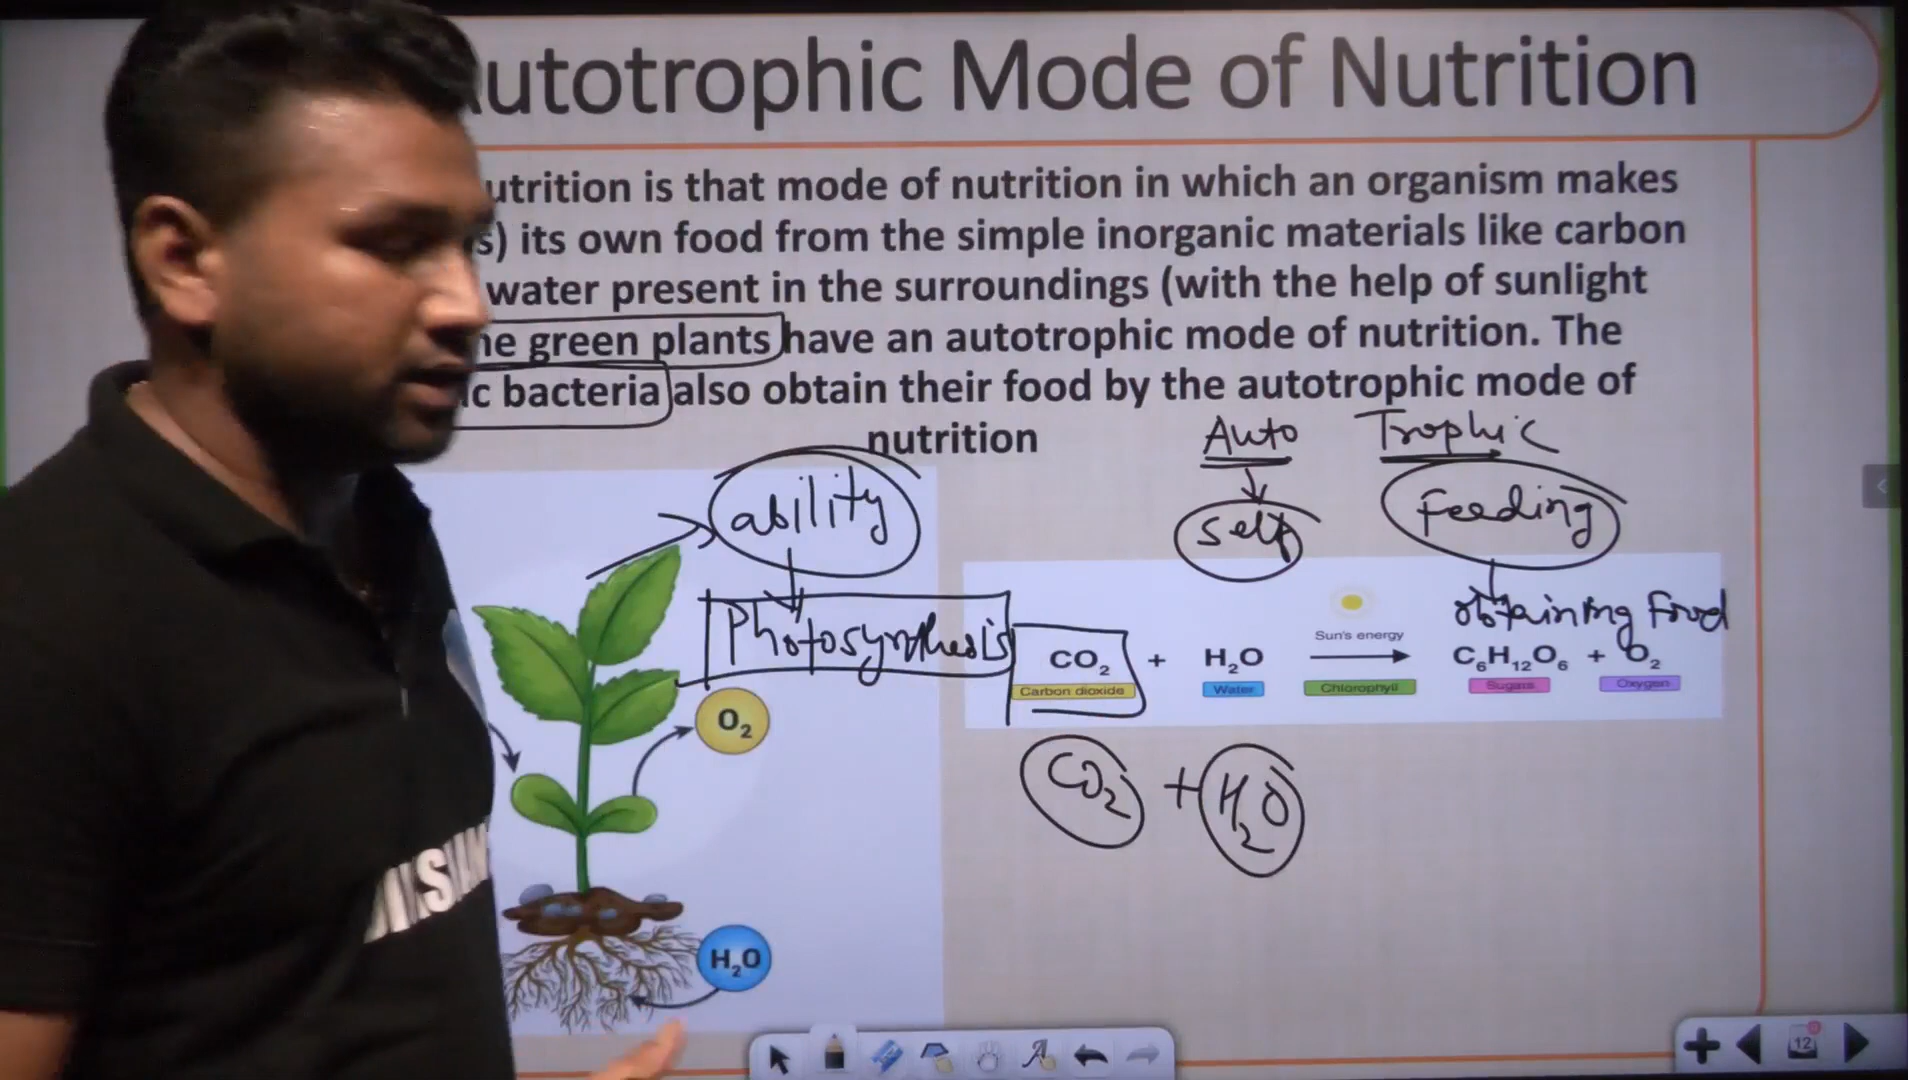 utotrophic Mode of Nutrition
utrition is that mode of nutrition in which an organism makes
s) its own food from the simple inorganic materials like carbon
water present in the surroundings (with the help of sunlight
green plants have an autotrophic mode of nutrition. The
bacteria also obtain their food by the autotrophic mode of
nutrition
Auto Trophic
ability
Self
Feeding
Photosynthesis
obtaining Food
Sun's energy
CO₂ + H₂O → C₆H₁₂O₆ + O₂
Carbon dioxide Water Chlorophyll Sugars Oxygen
O₂
CO₂ + H₂O
H₂O
12